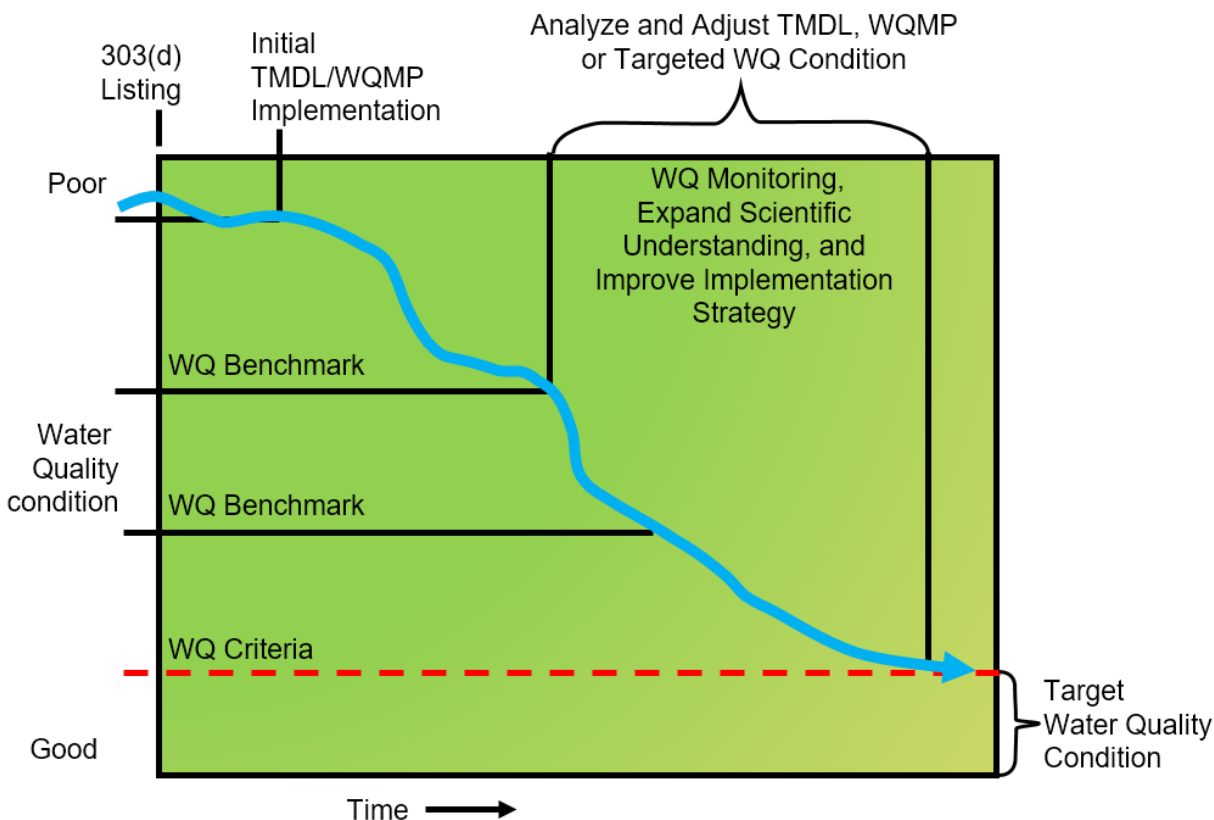 303(d)
Listing
Initial
TMDL/WQMP
Implementation
Analyze and Adjust TMDL, WQMP
or Targeted WQ Condition
Poor
WQ Monitoring,
Expand Scientific
Understanding, and
Improve Implementation
Strategy
WQ Benchmark
Water
Quality
condition
WQ Benchmark
WQ Criteria
Target
Water Quality
Condition
Good
Time